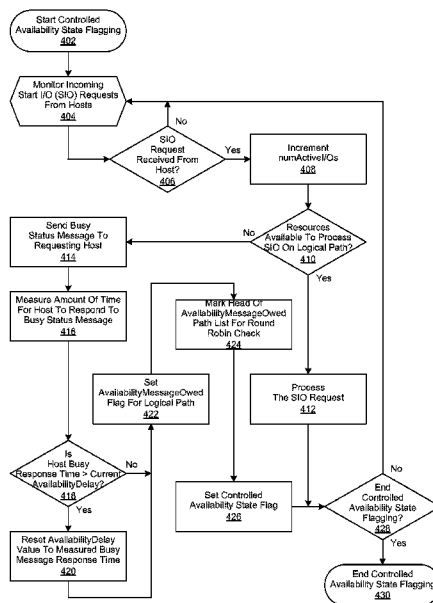 Start Controlled
Availability State Flagging
402
Monitor Incoming
Start I/O (SIO) Requests
From Hosts
404
No
SIO
Request
Received From
Host?
406
Yes
Increment
numActiveI/Os
408
Resources
Available To Process
SIO On Logical Path?
410
No
Yes
Send Busy
Status Message To
Requesting Host
414
Measure Amount Of Time
For Host To Respond To
Busy Status Message
416
Mark Head Of
AvailabilityMessageOwed
Path List For Round
Robin Check
424
Set
AvailabilityMessageOwed
Flag For Logical Path
422
Process
The SIO Request
412
Is
Host Busy
Response Time > Current
AvailabilityDelay?
418
No
Yes
Set Controlled
Availability State Flag
426
No
End
Controlled
Availability State
Flagging?
428
Yes
Reset AvailabilityDelay
Value To Measured Busy
Message Response Time
420
End Controlled
Availability State Flagging
430